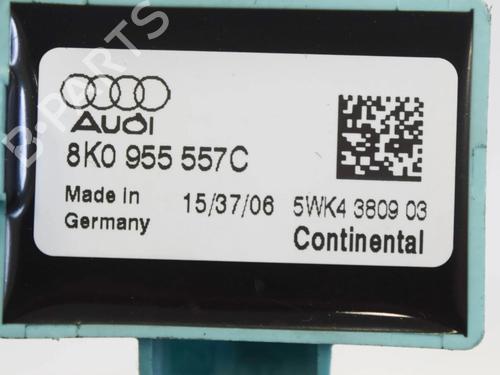 AUDI
8K0 955 557C
Made in Germany 15/37/06 5WK4 3809 03
Continental
B-PARTS